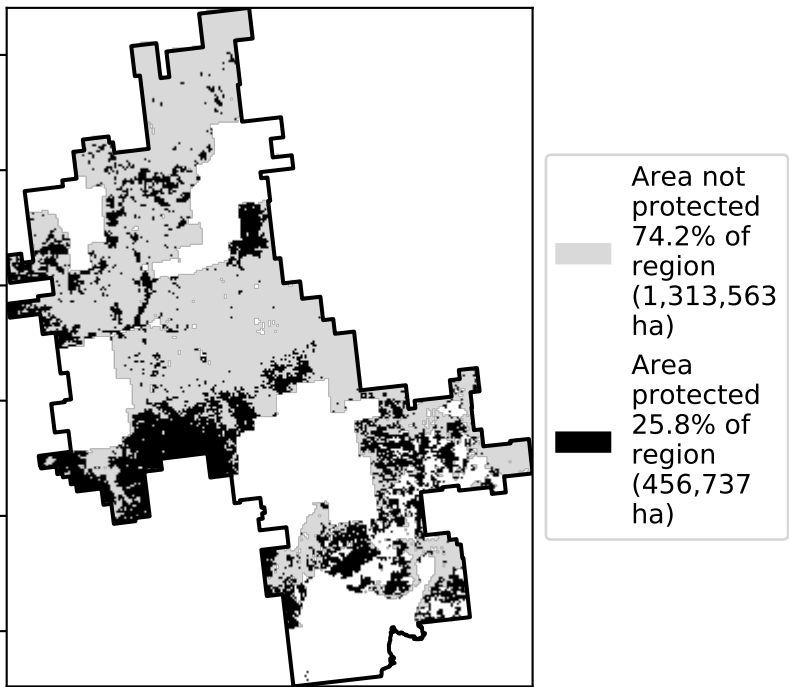 Area not
protected
74.2% of
region
(1,313,563
ha)
Area
protected
25.8% of
region
(456,737
ha)